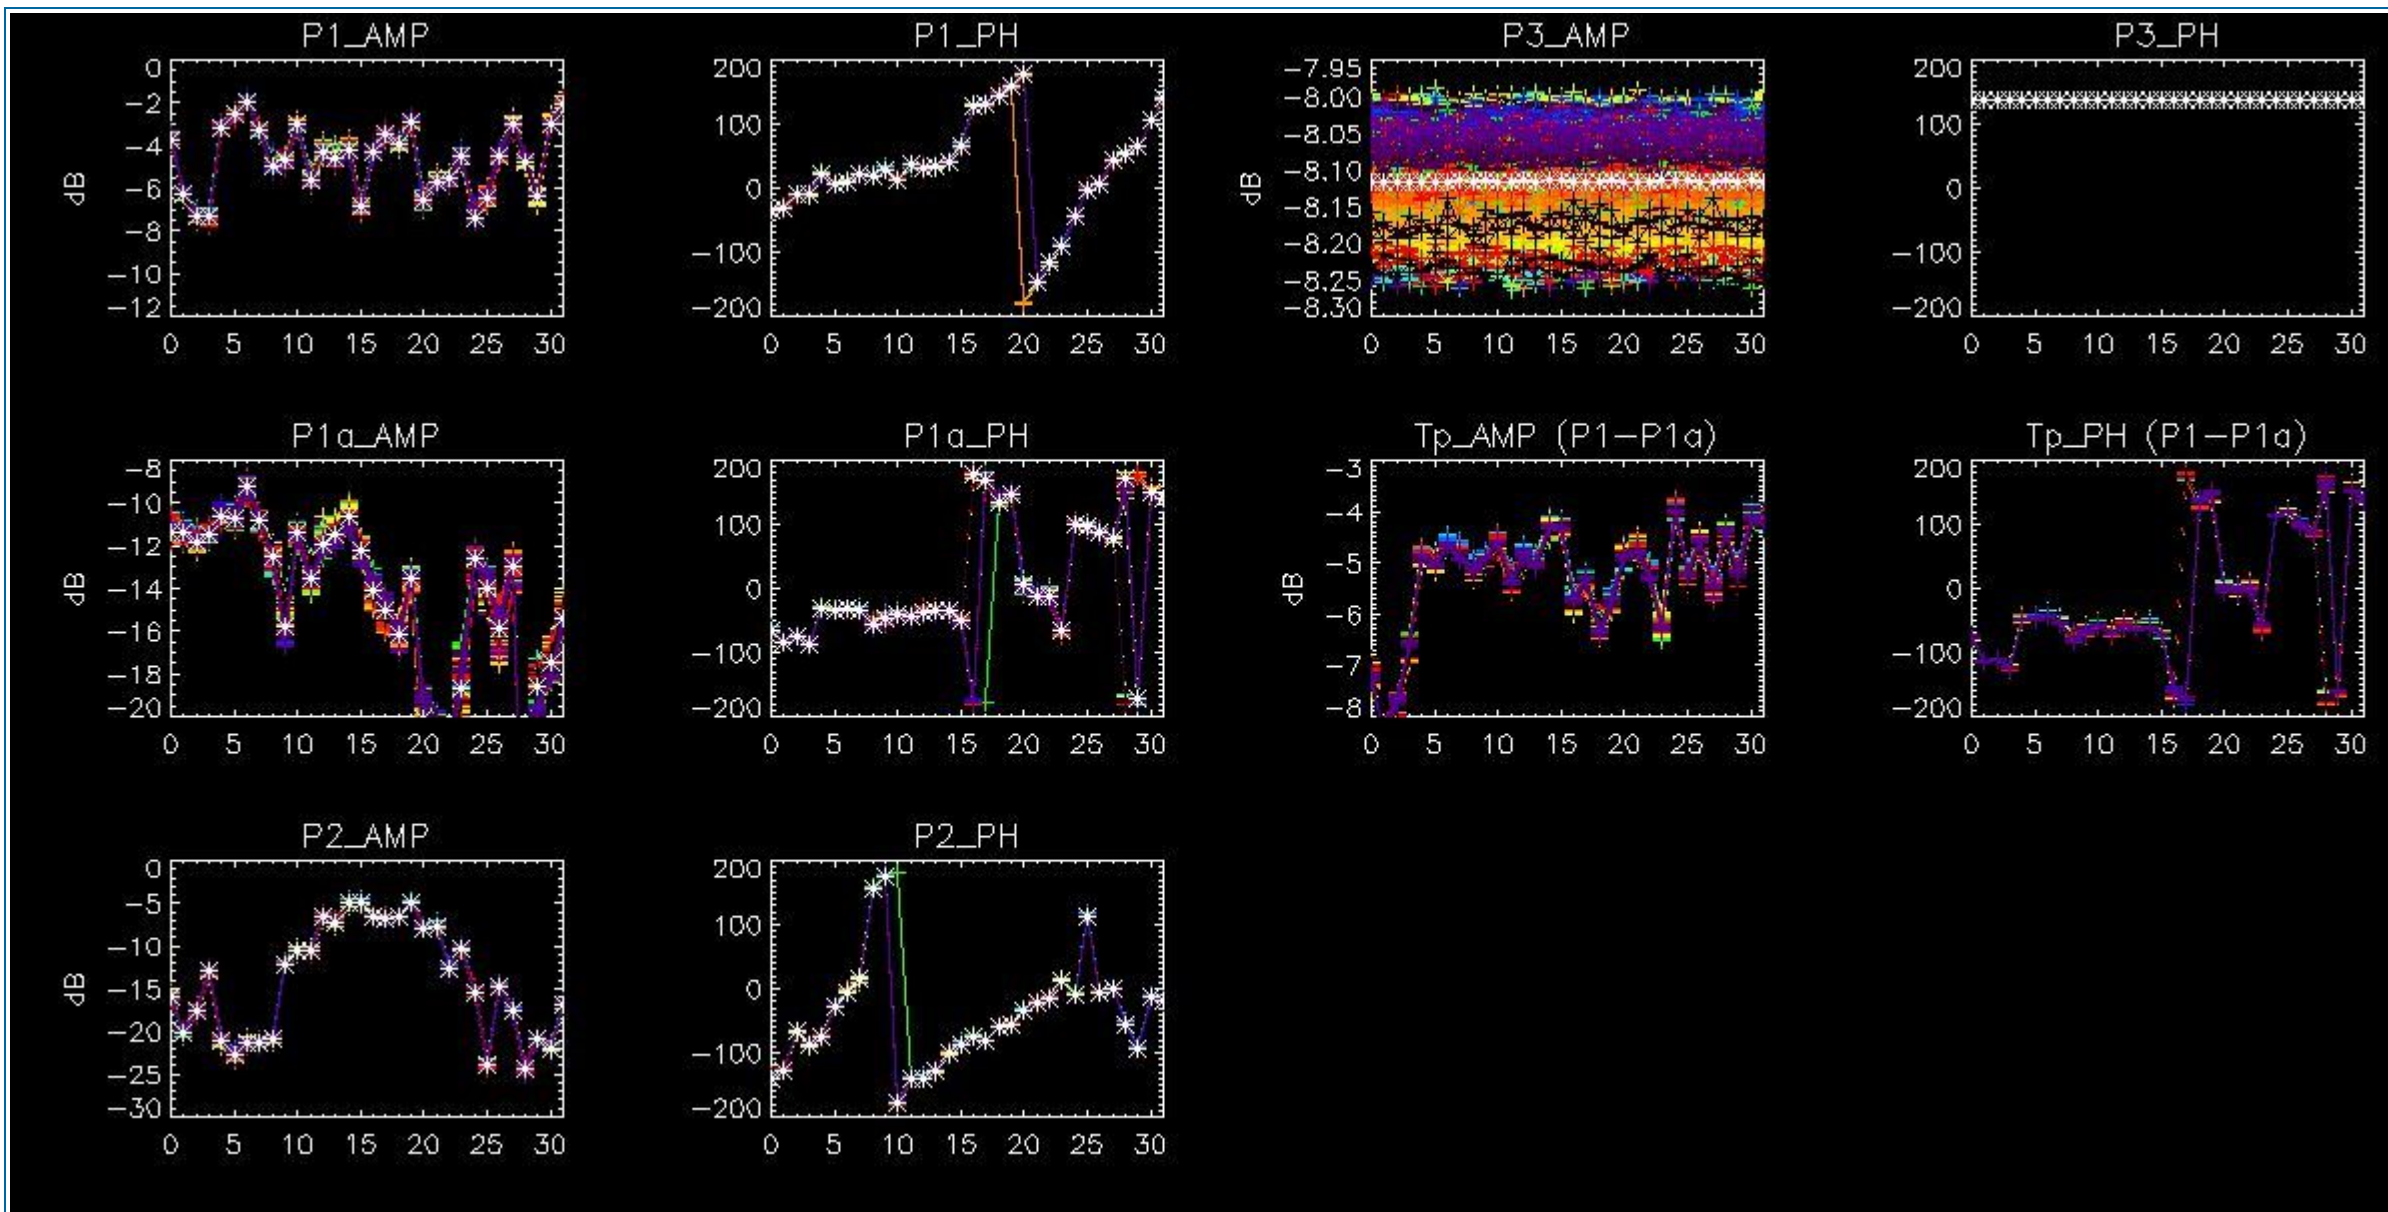 P1_AMP
0
−2
−4
−6
−8
−10
−12
dB
0 5 10 15 20 25 30
P1_PH
200
100
0
−100
−200
0 5 10 15 20 25 30
P3_AMP
−7.95
−8.00
−8.05
−8.10
−8.15
−8.20
−8.25
−8.30
dB
0 5 10 15 20 25 30
P3_PH
200
100
0
−100
−200
0 5 10 15 20 25 30
P1a_AMP
−8
−10
−12
−14
−16
−18
−20
dB
0 5 10 15 20 25 30
P1a_PH
200
100
0
−100
−200
0 5 10 15 20 25 30
Tp_AMP (P1−P1a)
−3
−4
−5
−6
−7
−8
dB
0 5 10 15 20 25 30
Tp_PH (P1−P1a)
200
100
0
−100
−200
0 5 10 15 20 25 30
P2_AMP
0
−5
−10
−15
−20
−25
−30
dB
0 5 10 15 20 25 30
P2_PH
200
100
0
−100
−200
0 5 10 15 20 25 30